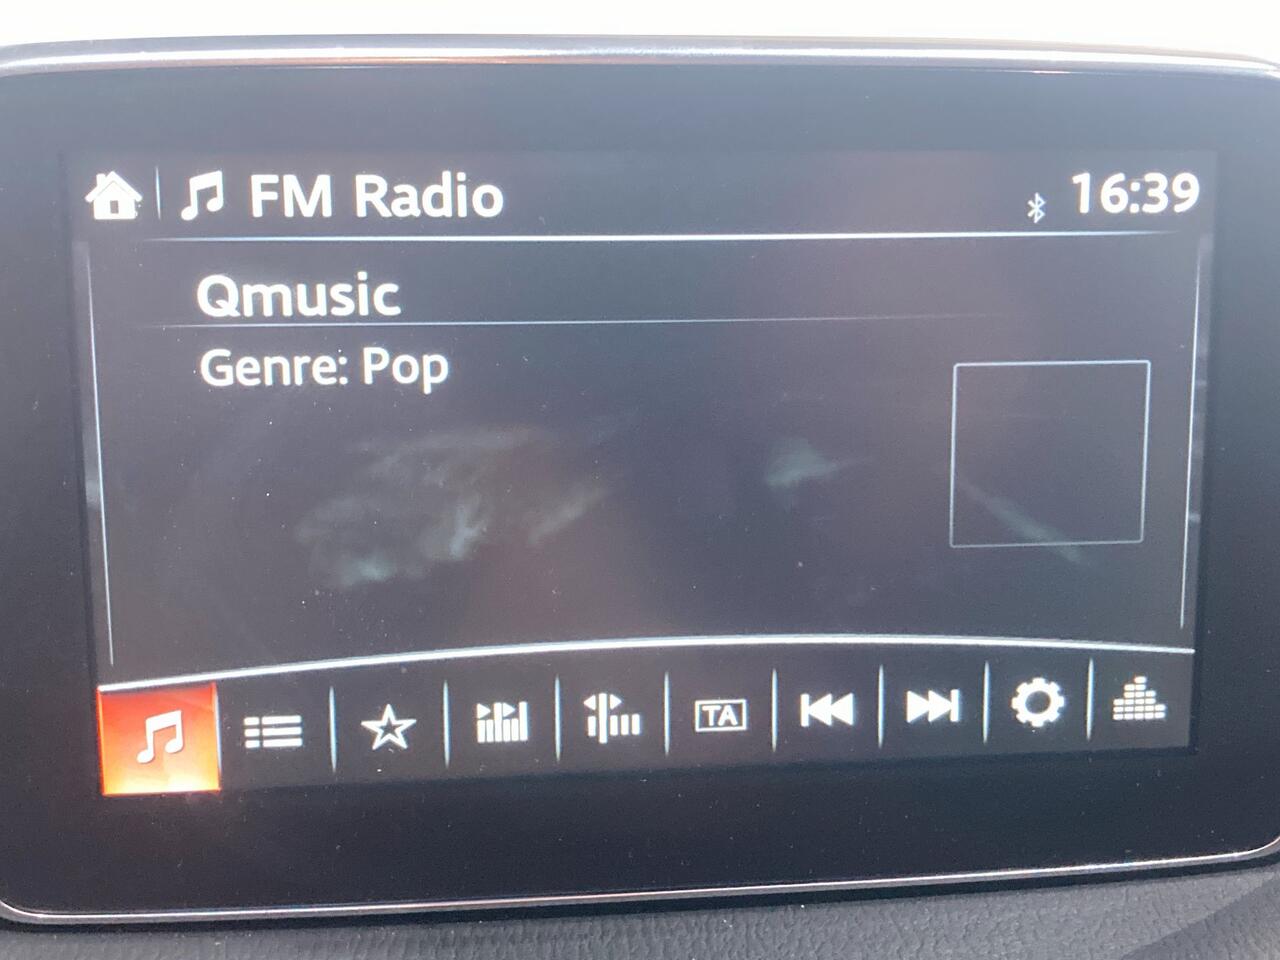 FM Radio
16:39
Qmusic
Genre: Pop
TA